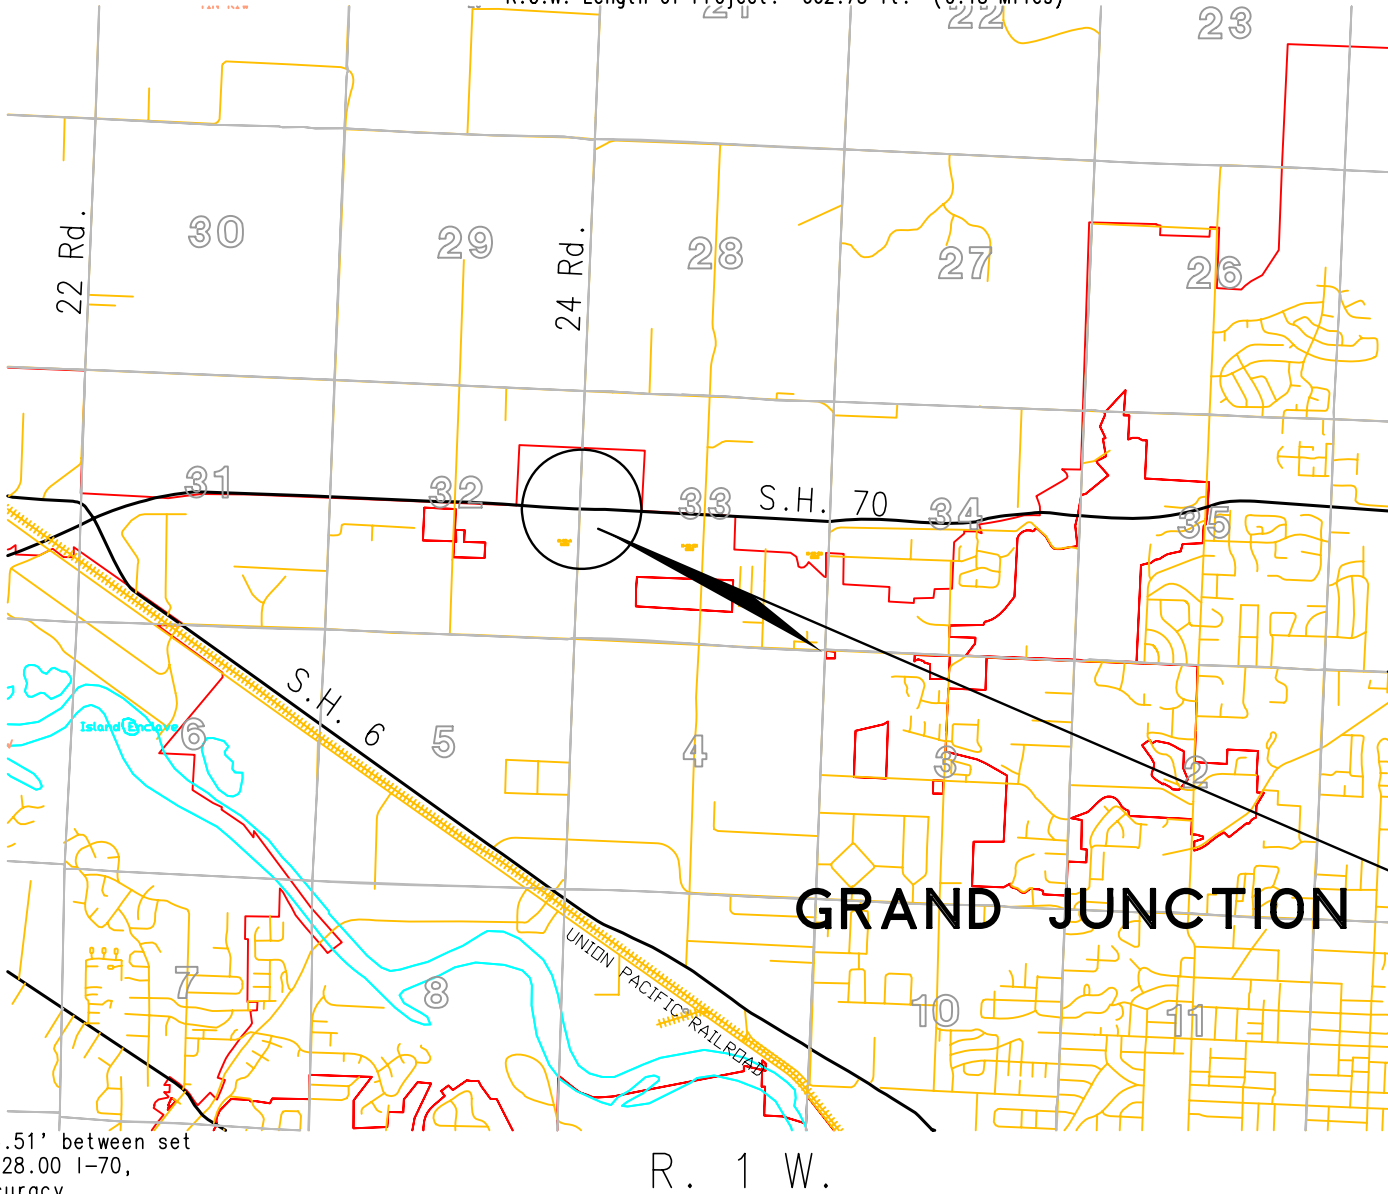 21
22
23
22 Rd.
30
29
24 Rd.
28
27
26
31
32
33
S.H. 70
34
35
S.H. 6
Island Enclave
6
5
4
3
2
GRAND JUNCTION
UNION PACIFIC RAILROAD
7
8
10
11
.51' between set
28.00 I-70,
R. 1 W.